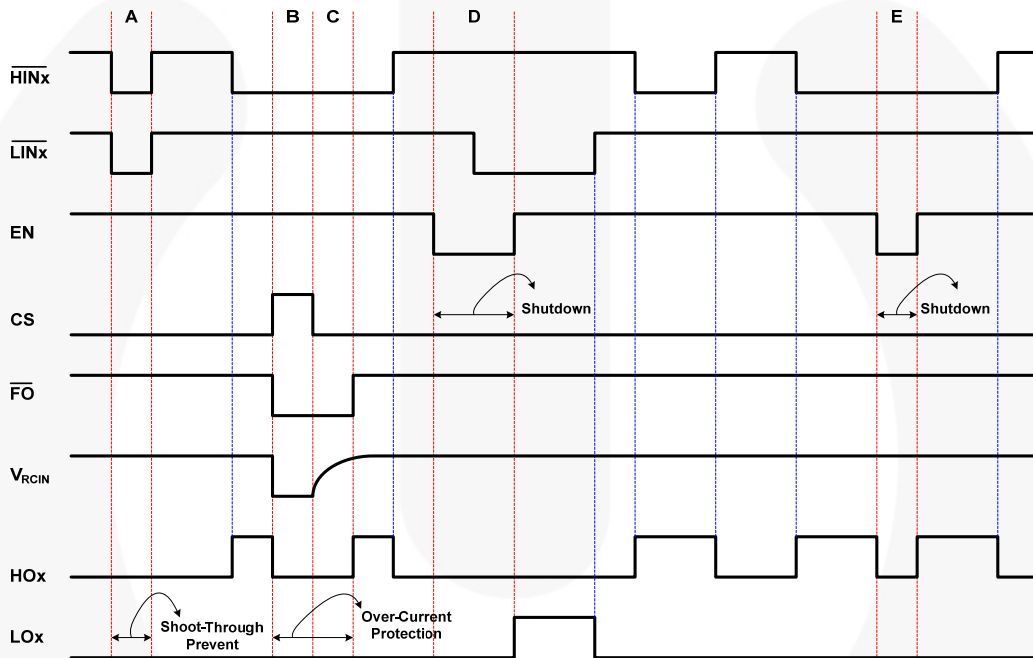 A B C D E
HINx
LINx
EN
CS
Shutdown
Shutdown
FO
VRCIN
HOx
LOx
Shoot-Through
Prevent
Over-Current
Protection